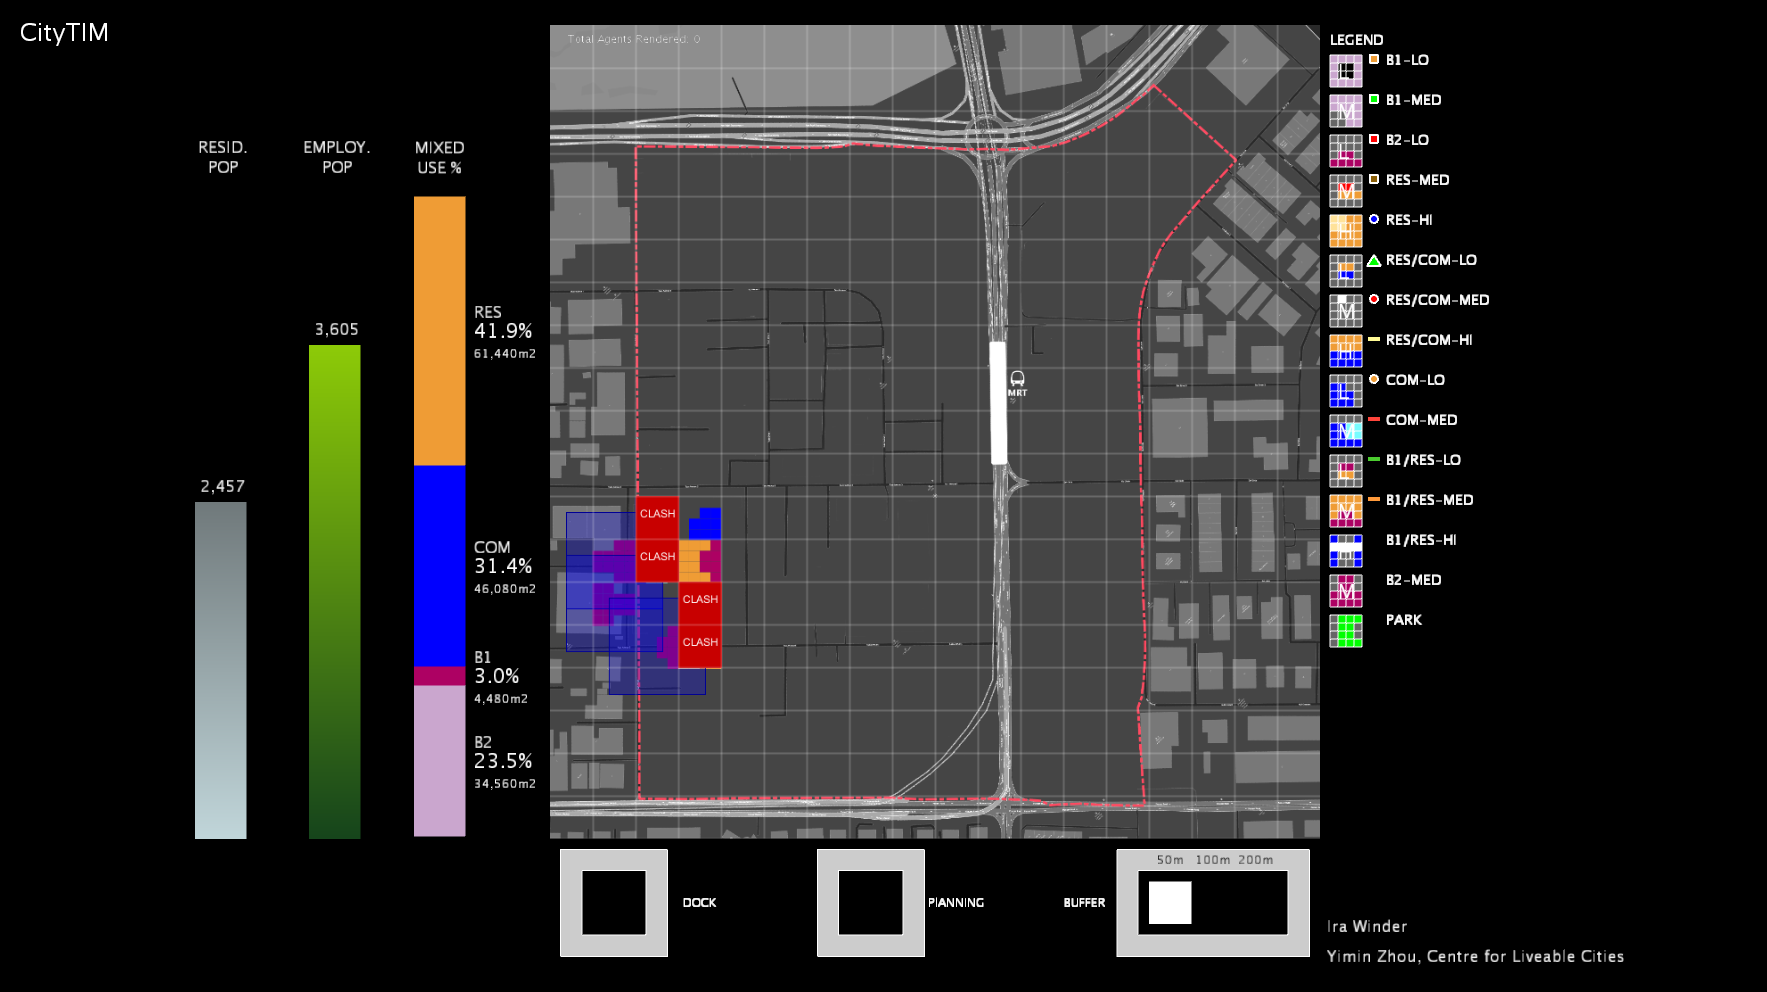 CityTIM
Total Agents Rendered: 0
RESID.
POP
EMPLOY.
POP
MIXED
USE %
2,457
3,605
RES
41.9%
61,440m2
COM
31.4%
46,080m2
B1
3.0%
4,480m2
B2
23.5%
34,560m2
MRT
CLASH
CLASH
CLASH
CLASH
LEGEND
L B1-LO
M B1-MED
L B2-LO
M RES-MED
H RES-HI
L RES/COM-LO
M RES/COM-MED
H RES/COM-HI
L COM-LO
M COM-MED
L B1/RES-LO
M B1/RES-MED
H B1/RES-HI
M B2-MED
PARK
DOCK
PlANNING
BUFFER
50m 100m 200m
Ira Winder
Yimin Zhou, Centre for Liveable Cities